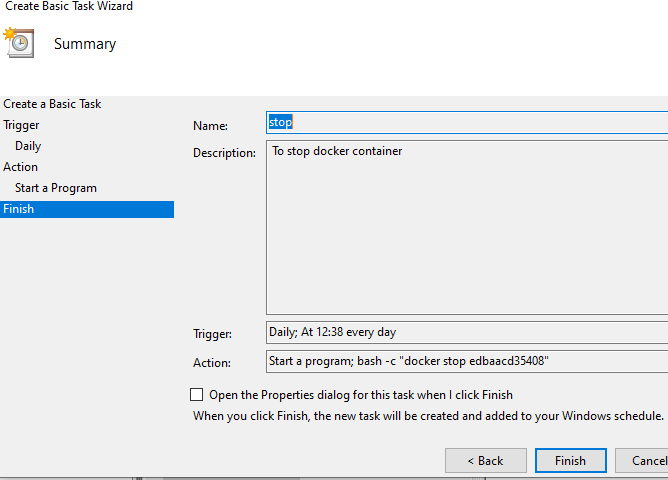 Create Basic Task Wizard
Summary
Create a Basic Task
Trigger
Daily
Action
Start a Program
Finish
Name:
stop
Description:
To stop docker container
Trigger:
Daily; At 12:38 every day
Action:
Start a program; bash -c "docker stop edbaacd35408"
Open the Properties dialog for this task when I click Finish
When you click Finish, the new task will be created and added to your Windows schedule.
< Back
Finish
Cancel